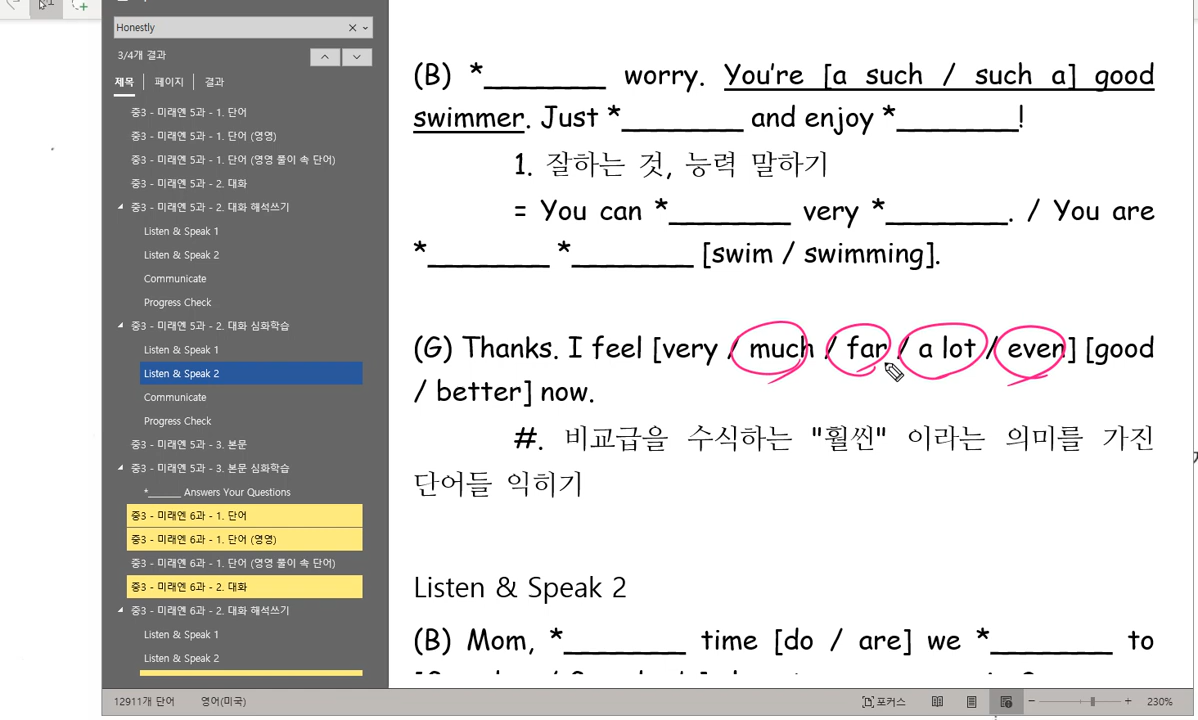 Honestly
3/4개 결과
제목 페이지 결과
중3 - 미래엔 5과 - 1. 단어
중3 - 미래엔 5과 - 1. 단어 (영영)
중3 - 미래엔 5과 - 1. 단어 (영영 풀이 속 단어)
중3 - 미래엔 5과 - 2. 대화
중3 - 미래엔 5과 - 2. 대화 해석쓰기
Listen & Speak 1
Listen & Speak 2
Communicate
Progress Check
중3 - 미래엔 5과 - 2. 대화 심화학습
Listen & Speak 1
Listen & Speak 2
Communicate
Progress Check
중3 - 미래엔 5과 - 3. 본문
중3 - 미래엔 5과 - 3. 본문 심화학습
*______ Answers Your Questions
중3 - 미래엔 6과 - 1. 단어
중3 - 미래엔 6과 - 1. 단어 (영영)
중3 - 미래엔 6과 - 1. 단어 (영영 풀이 속 단어)
중3 - 미래엔 6과 - 2. 대화
중3 - 미래엔 6과 - 2. 대화 해석쓰기
Listen & Speak 1
Listen & Speak 2
(B) *________ worry. You're [a such / such a] good
swimmer. Just *________ and enjoy *________!
1. 잘하는 것, 능력 말하기
= You can *________ very *________. / You are
*________ *________ [swim / swimming].
(G) Thanks. I feel [very / much / far / a lot / even] [good
/ better] now.
#. 비교급을 수식하는 "훨씬" 이라는 의미를 가진
단어들 익히기
Listen & Speak 2
(B) Mom, *________ time [do / are] we *________ to
12911개 단어 영어(미국) 포커스 230%